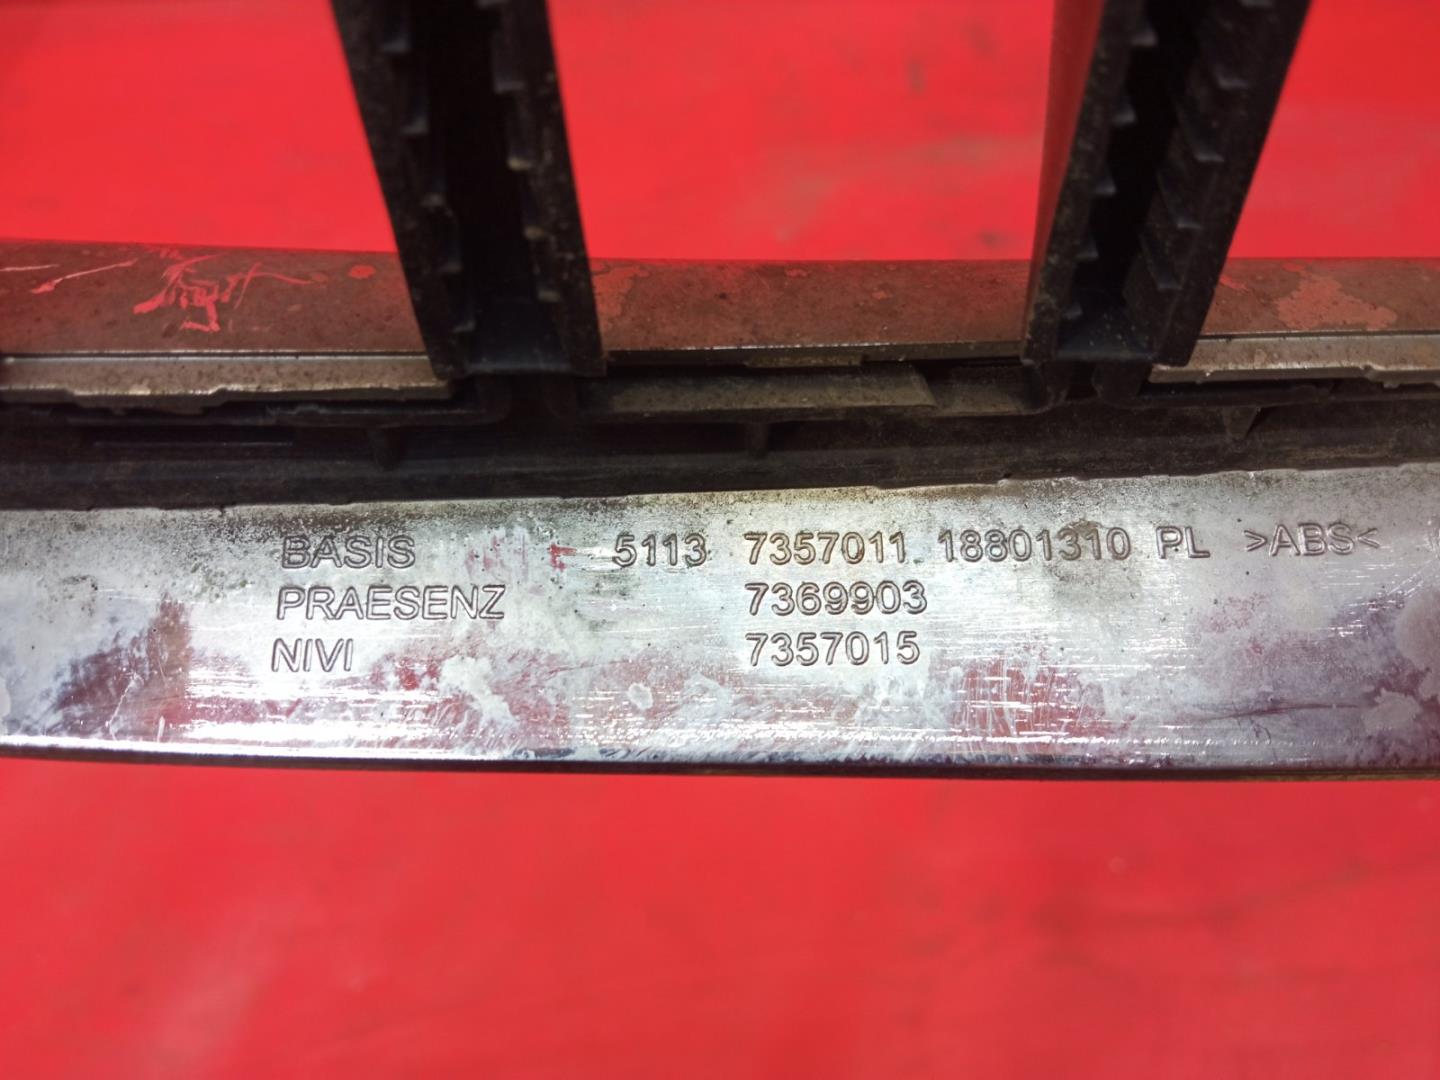 BASIS 5113 7357011 18801310 PL >ABS<
PRAESENZ 7369903
NIVI 7357015